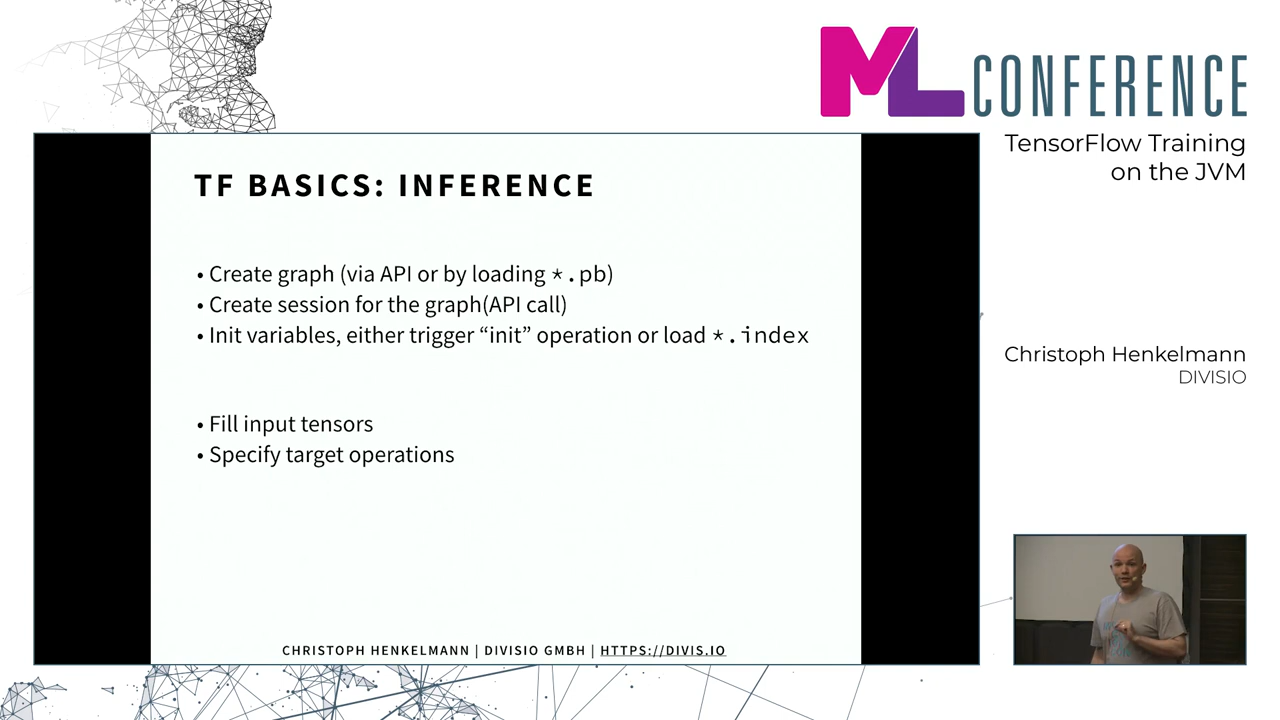 ML CONFERENCE
TensorFlow Training
on the JVM
TF BASICS: INFERENCE
• Create graph (via API or by loading *.pb)
• Create session for the graph(API call)
• Init variables, either trigger “init” operation or load *.index
• Fill input tensors
• Specify target operations
CHRISTOPH HENKELMANN | DIVISIO GMBH | HTTPS://DIVIS.IO
Christoph Henkelmann
DIVISIO